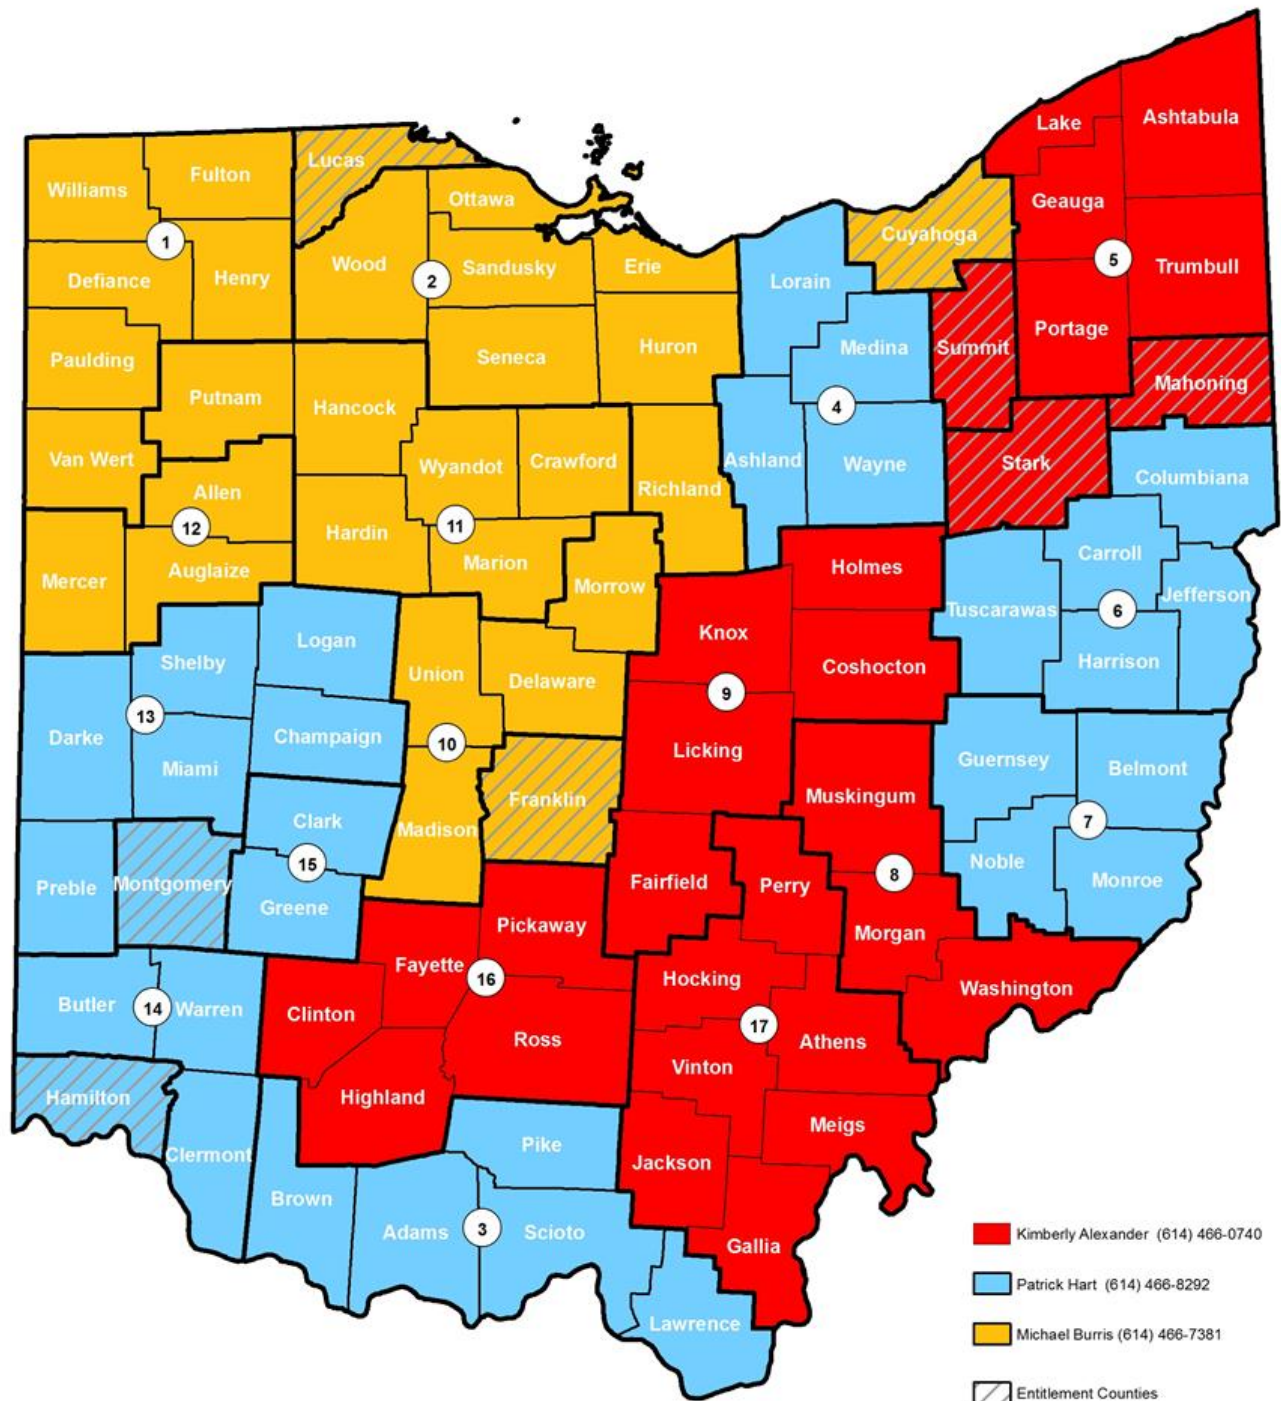 Ashtabula
Lake
Lucas
Fulton
Williams
Ottawa
Geauga
Cuyahoga
1
5
Wood
Sandusky
Erie
Trumbull
Defiance
Henry
2
Lorain
Portage
Huron
Medina
Summit
Paulding
Seneca
Mahoning
Putnam
Hancock
4
Van Wert
Wyandot
Crawford
Ashland
Wayne
Stark
Columbiana
Allen
Richland
12
11
Hardin
Carroll
Marion
Auglaize
Holmes
Mercer
Morrow
Jefferson
Tuscarawas
6
Knox
Logan
Shelby
Harrison
Coshocton
Union
Delaware
9
13
Darke
Champaign
10
Licking
Guernsey
Miami
Belmont
Franklin
Muskingum
Clark
Madison
7
15
Noble
8
Preble
Montgomery
Fairfield
Perry
Monroe
Greene
Pickaway
Morgan
Fayette
16
Hocking
Washington
Butler
14
Warren
Clinton
17
Ross
Athens
Vinton
Hamilton
Highland
Meigs
Pike
Clermont
Jackson
Brown
Adams
3
Scioto
Gallia
Lawrence
Kimberly Alexander (614) 466-0740
Patrick Hart (614) 466-8292
Michael Burris (614) 466-7381
Entitlement Counties